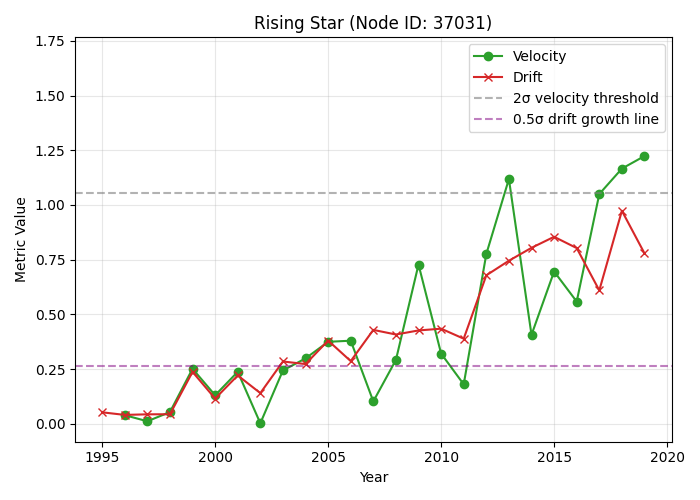 Rising Star (Node ID: 37031)
Velocity
Drift
2σ velocity threshold
0.5σ drift growth line
1.75
1.50
1.25
1.00
0.75
0.50
0.25
0.00
Metric Value
1995
2000
2005
2010
2015
2020
Year